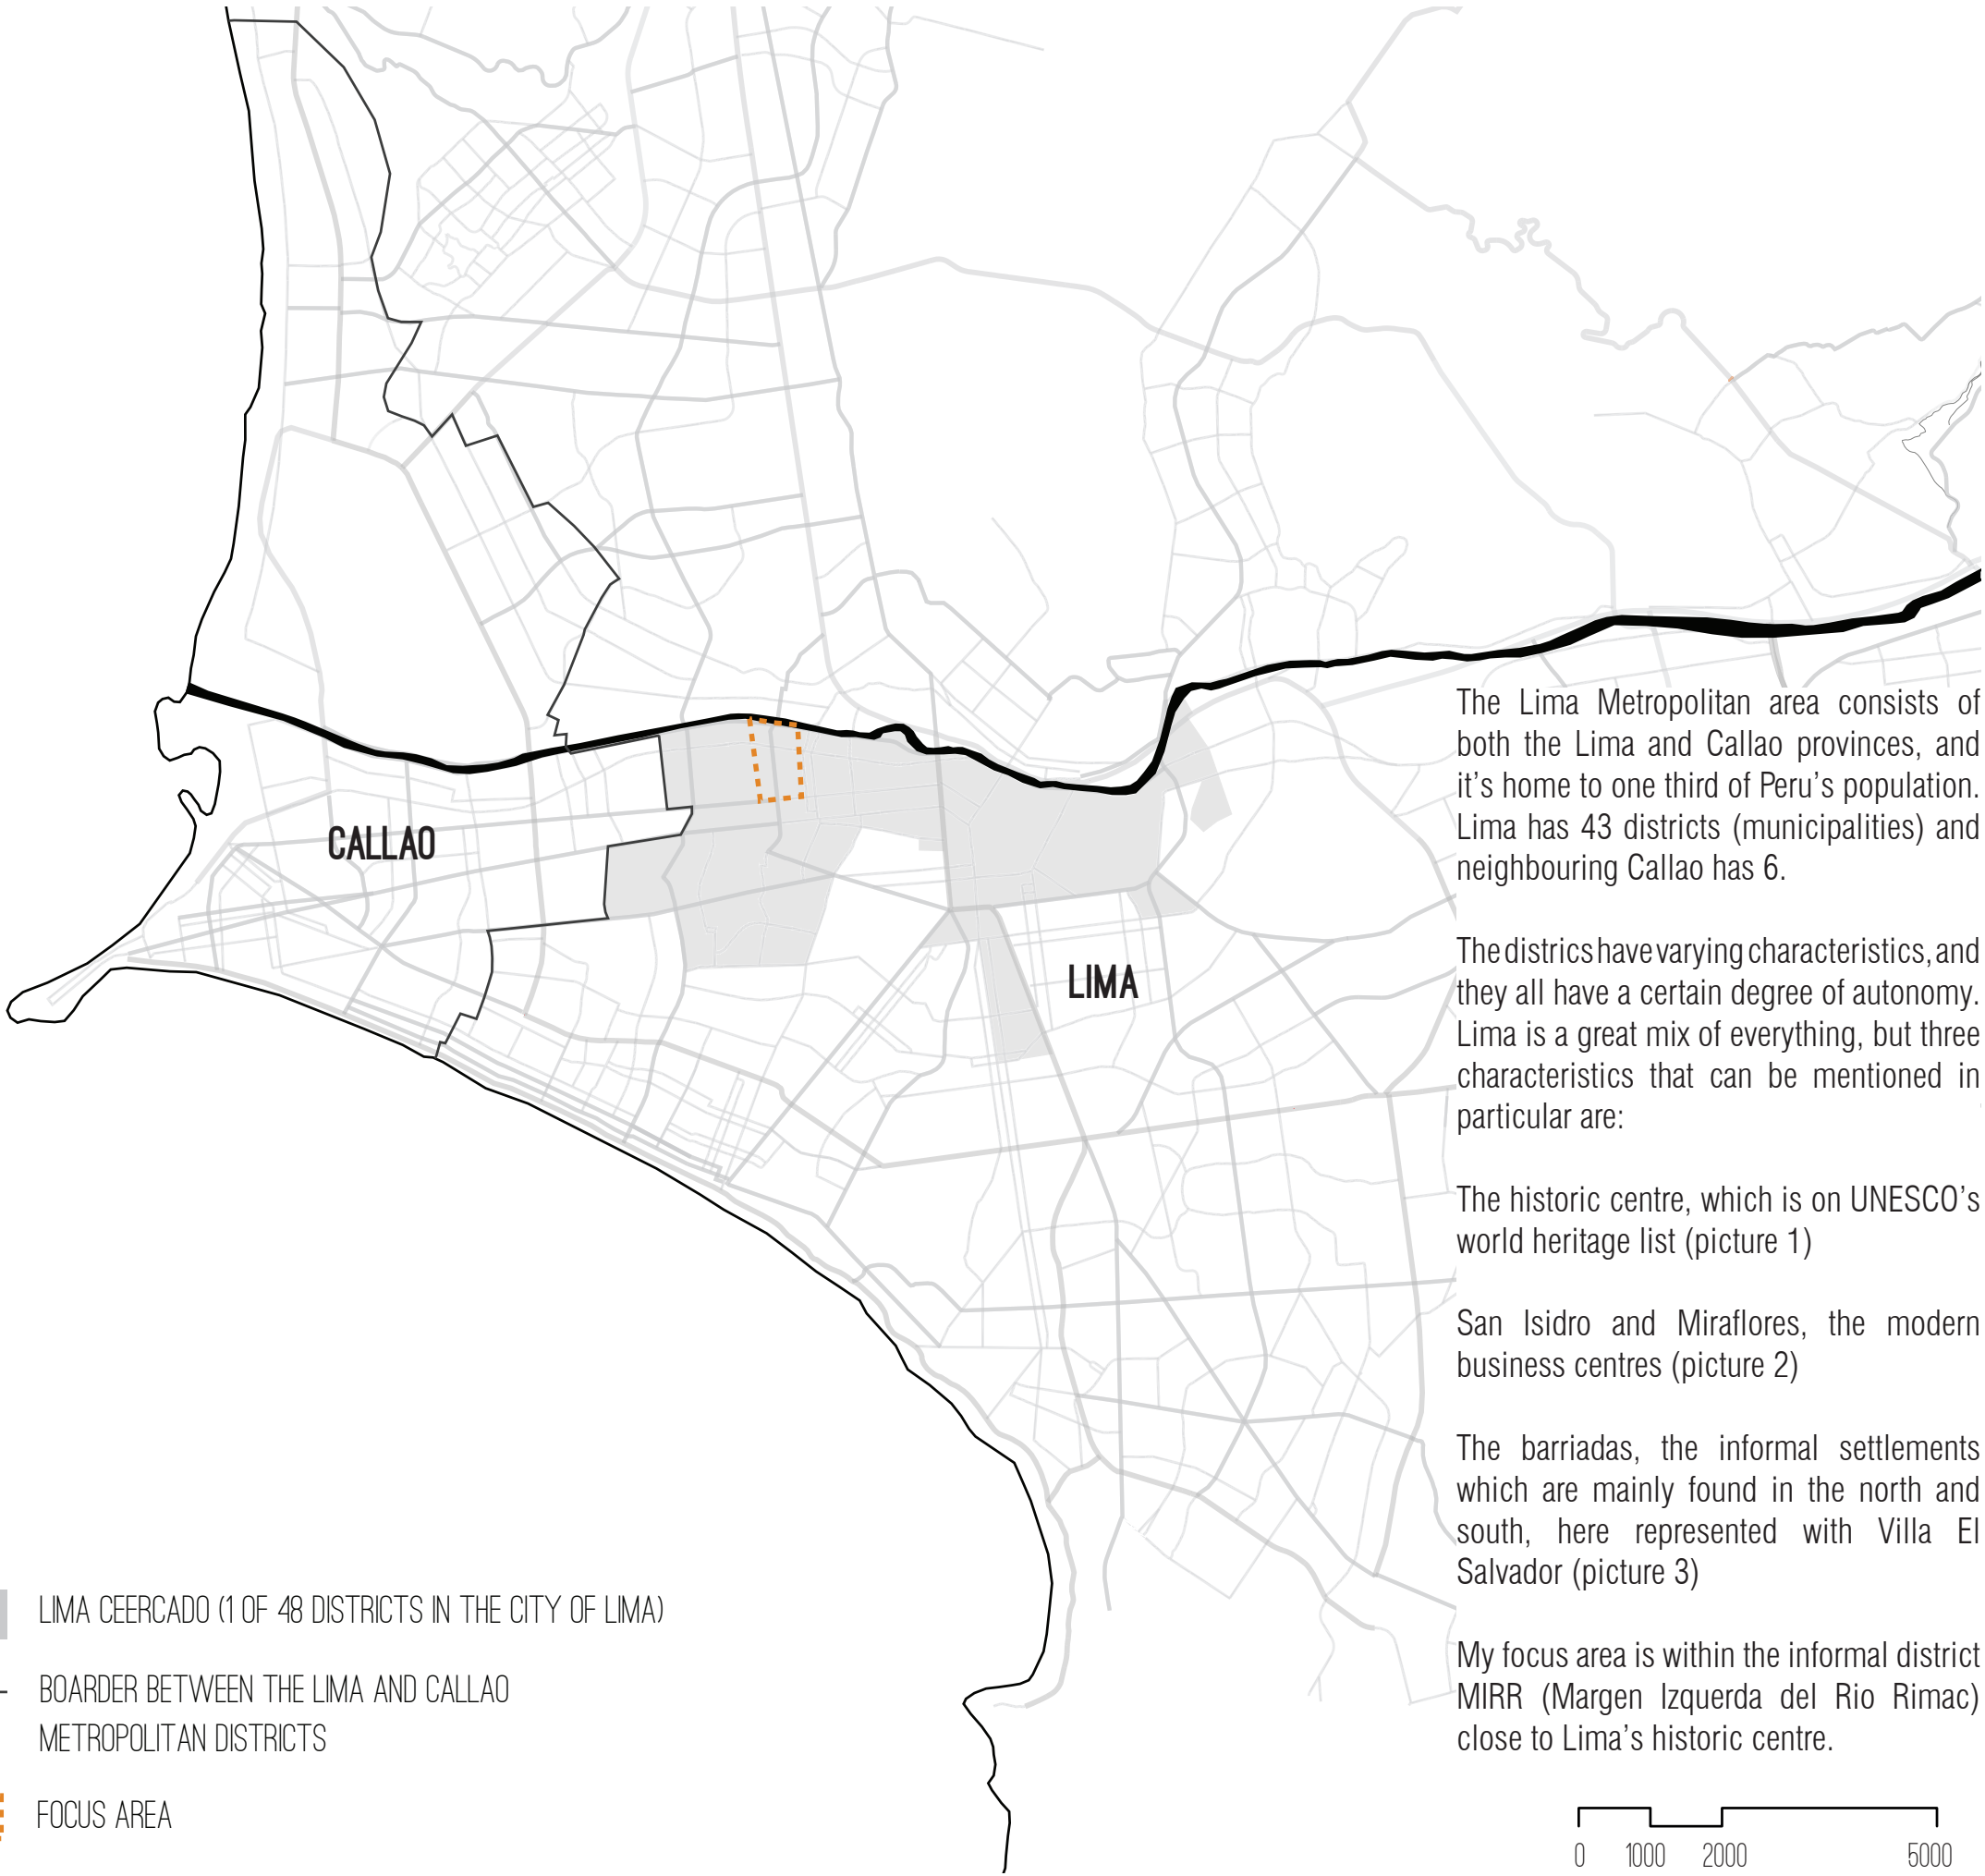 CALLAO
LIMA
The Lima Metropolitan area consists of
both the Lima and Callao provinces, and
it's home to one third of Peru's population.
Lima has 43 districts (municipalities) and
neighbouring Callao has 6.
The districs have varying characteristics, and
they all have a certain degree of autonomy.
Lima is a great mix of everything, but three
characteristics that can be mentioned in
particular are:
The historic centre, which is on UNESCO's
world heritage list (picture 1)
San Isidro and Miraflores, the modern
business centres (picture 2)
The barriadas, the informal settlements
which are mainly found in the north and
south, here represented with Villa El
Salvador (picture 3)
My focus area is within the informal district
MIRR (Margen Izquerda del Rio Rimac)
close to Lima's historic centre.
LIMA CEERCADO (1 OF 48 DISTRICTS IN THE CITY OF LIMA)
BOARDER BETWEEN THE LIMA AND CALLAO
METROPOLITAN DISTRICTS
FOCUS AREA
0 1000 2000 5000